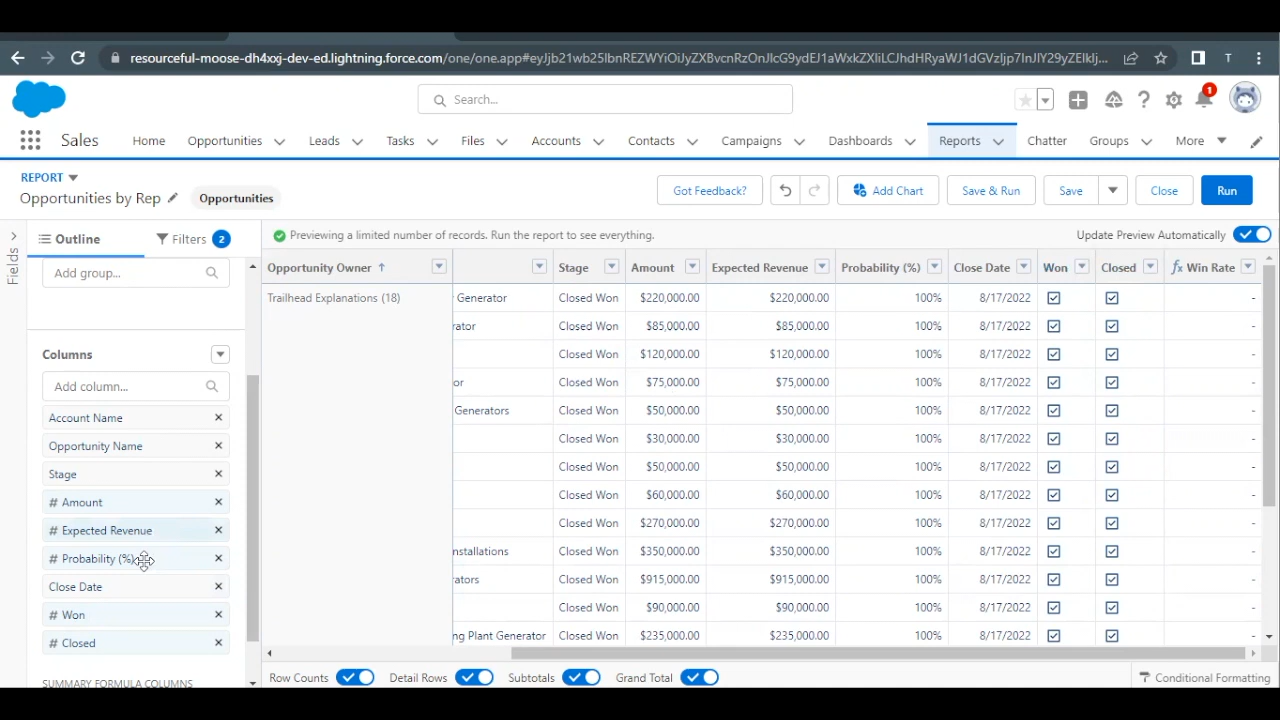 resourceful-moose-dh4xxj-dev-ed.lightning.force.com
T
Search...
1
Sales
Home
Opportunities
Leads
Tasks
Files
Accounts
Contacts
Campaigns
Dashboards
Reports
Chatter
Groups
More
REPORT
Opportunities by Rep
Opportunities
Got Feedback?
Add Chart
Save & Run
Save
Close
Run
Fields
Outline
Filters 2
Previewing a limited number of records. Run the report to see everything.
Update Preview Automatically
Add group...
Columns
Add column...
Account Name
Opportunity Name
Stage
# Amount
# Expected Revenue
# Probability (%)
Close Date
# Won
# Closed
SUMMARY FORMULA COLUMNS
Opportunity Owner ↑ Stage Amount Expected Revenue Probability (%) Close Date Won Closed fx Win Rate
Trailhead Explanations (18) Generator Closed Won $220,000.00 $220,000.00 100% 8/17/2022 -
rator Closed Won $85,000.00 $85,000.00 100% 8/17/2022 -
Closed Won $120,000.00 $120,000.00 100% 8/17/2022 -
or Closed Won $75,000.00 $75,000.00 100% 8/17/2022 -
Generators Closed Won $50,000.00 $50,000.00 100% 8/17/2022 -
Closed Won $30,000.00 $30,000.00 100% 8/17/2022 -
Closed Won $50,000.00 $50,000.00 100% 8/17/2022 -
Closed Won $60,000.00 $60,000.00 100% 8/17/2022 -
Closed Won $270,000.00 $270,000.00 100% 8/17/2022 -
nstallations Closed Won $350,000.00 $350,000.00 100% 8/17/2022 -
rators Closed Won $915,000.00 $915,000.00 100% 8/17/2022 -
Closed Won $90,000.00 $90,000.00 100% 8/17/2022 -
ng Plant Generator Closed Won $235,000.00 $235,000.00 100% 8/17/2022 -
Row Counts
Detail Rows
Subtotals
Grand Total
Conditional Formatting